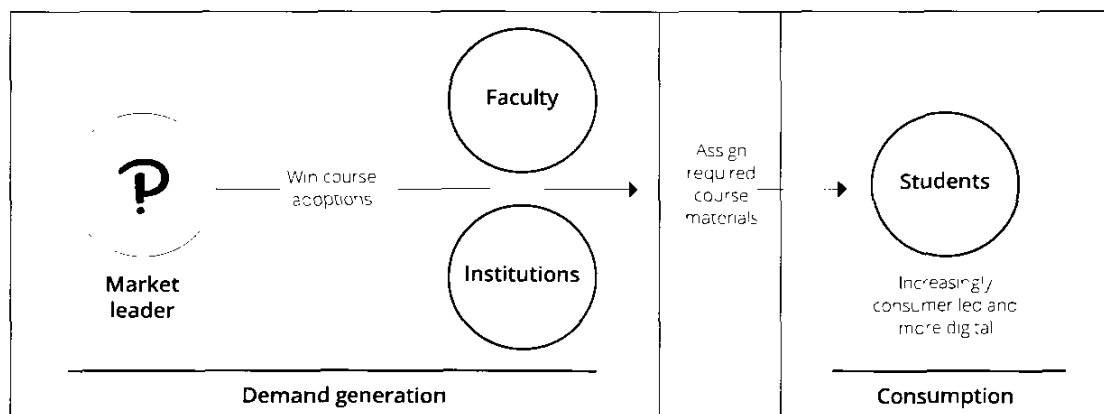 Faculty
Win course
adoptions
Institutions
Market
leader
Demand generation
Assign
required
course
materials
Students
Increasingly
consumer led and
more digital
Consumption